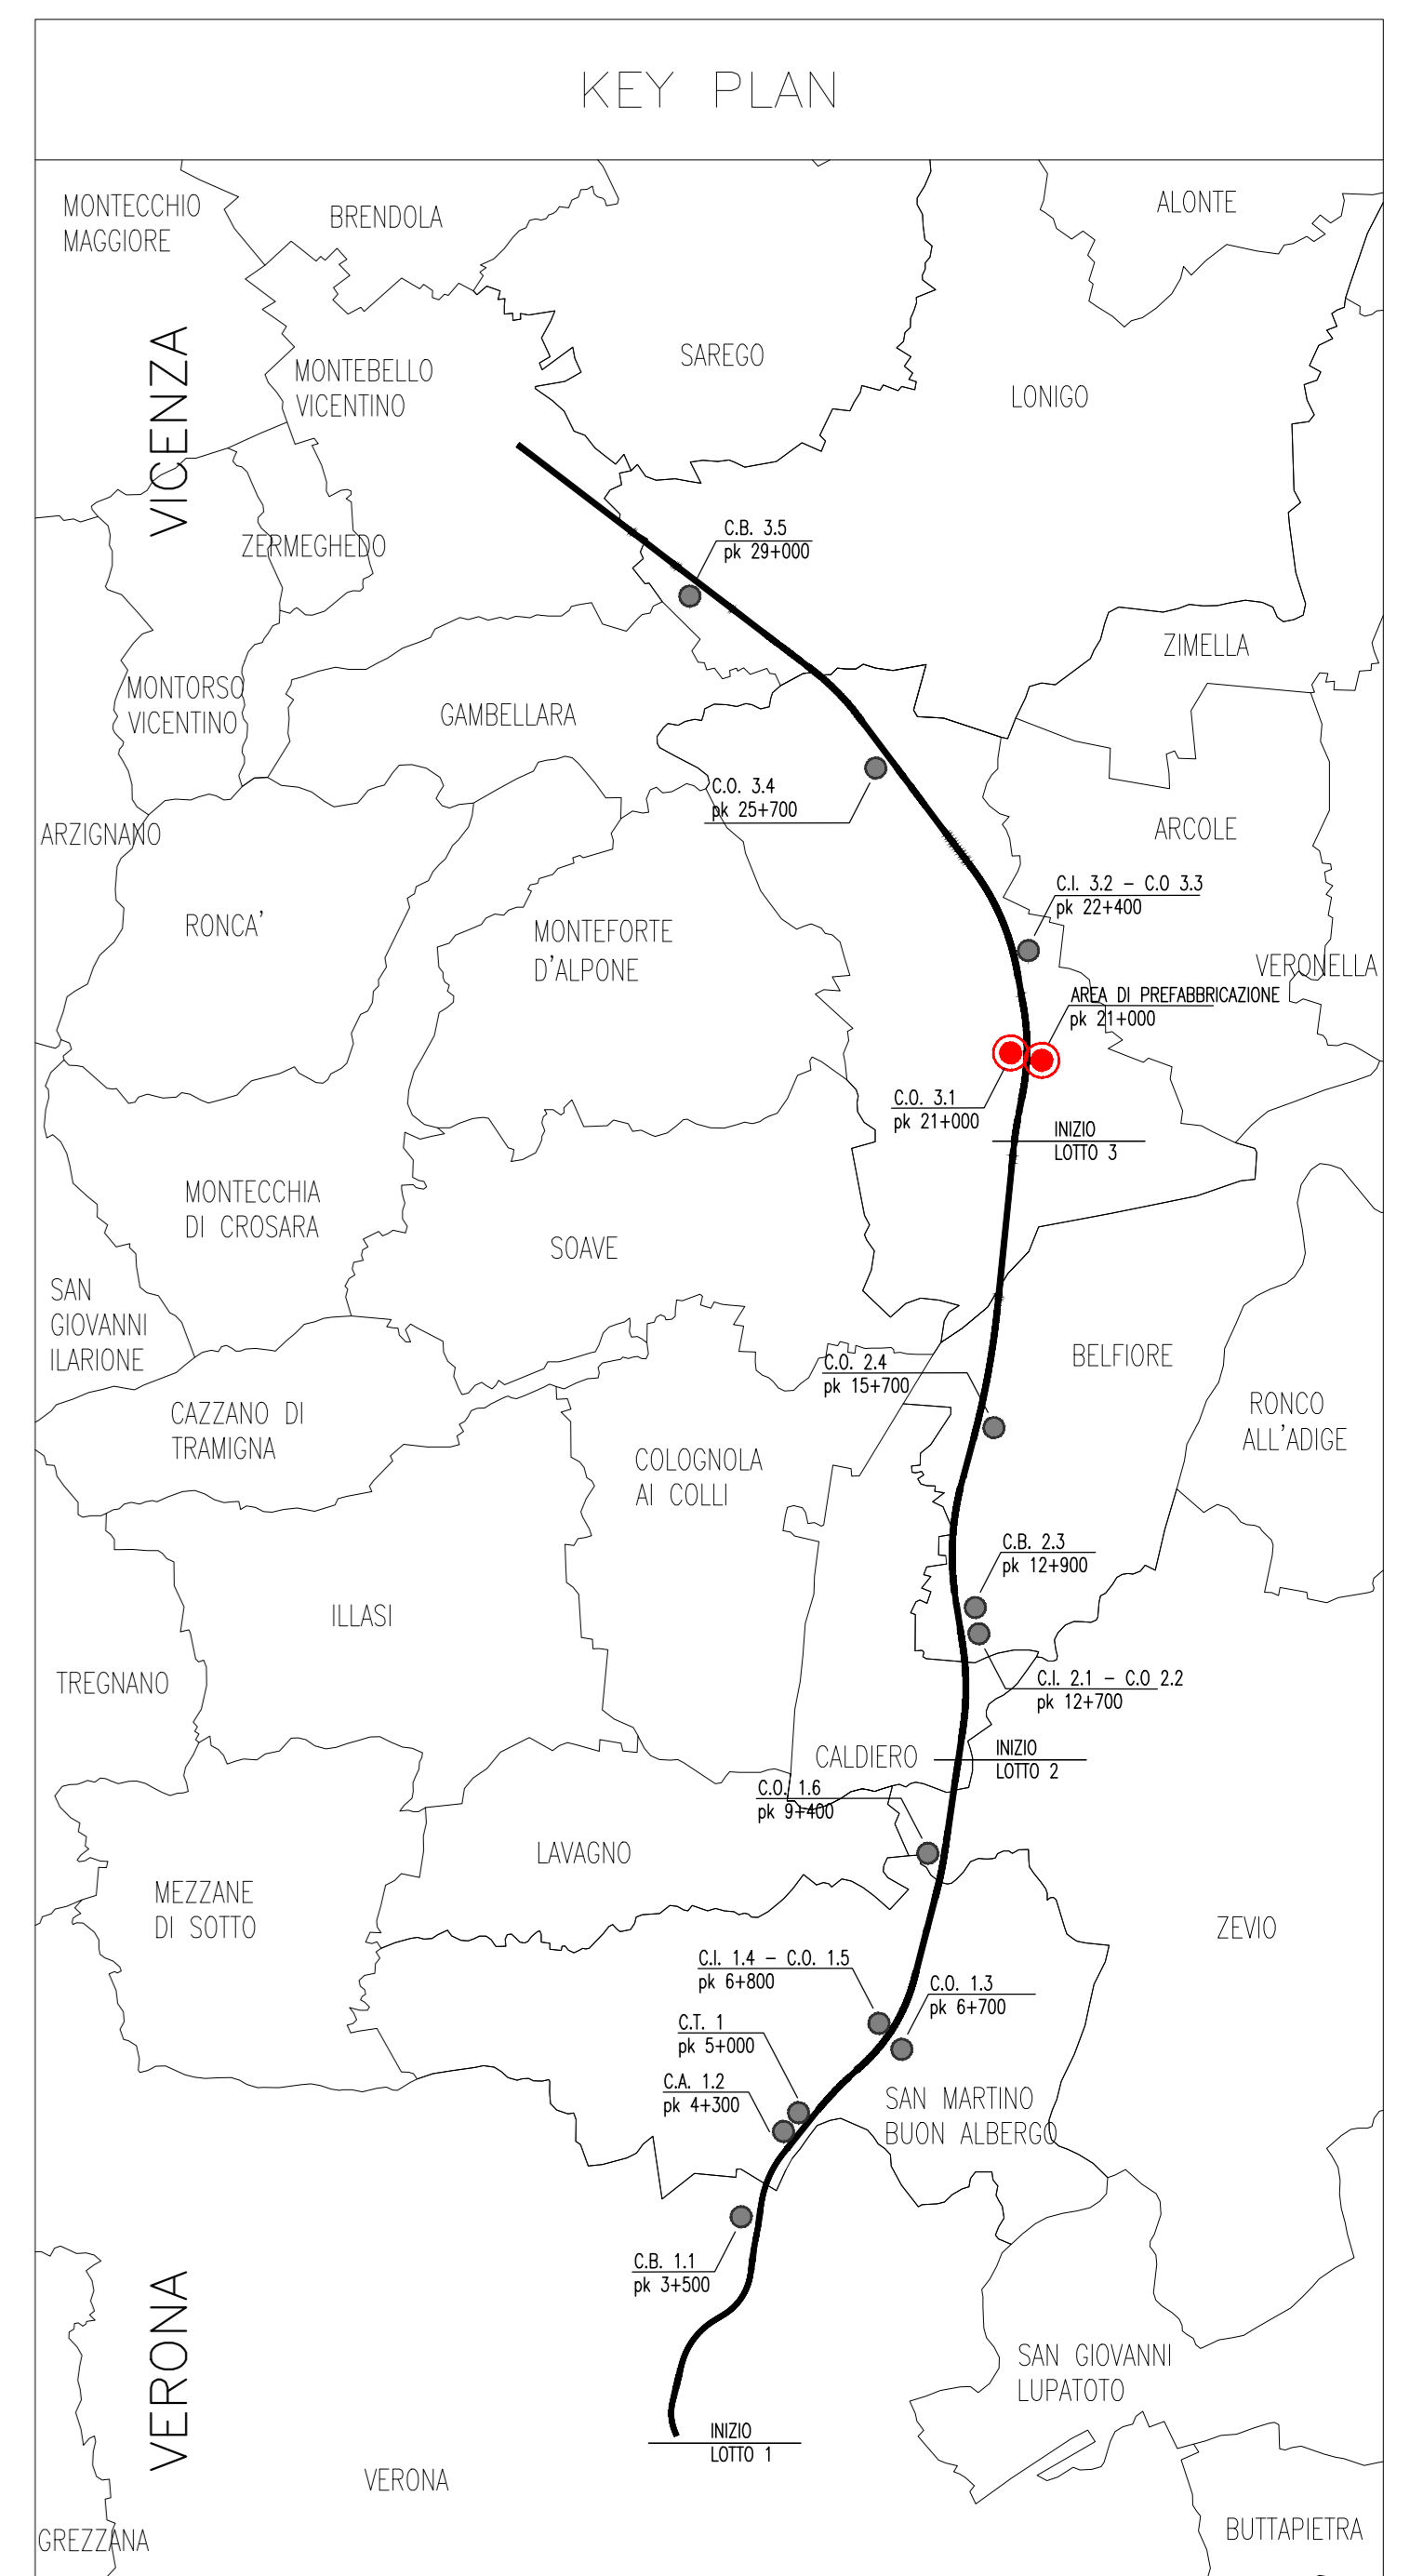 KEY PLAN
MONTECCHIO
MAGGIORE
BRENDOLA
ALONTE
VICENZA
MONTEBELLO
VICENTINO
SAREGO
LONIGO
C.B. 3.5
pk 29+000
ZERMEGHEDO
ZIMELLA
MONTORSO
VICENTINO
GAMBELLARA
C.O. 3.4
pk 25+700
ARZIGNANO
ARCOLE
C.I. 3.2 – C.O 3.3
pk 22+400
RONCA'
MONTEFORTE
D'ALPONE
VERONELLA
AREA DI PREFABBRICAZIONE
pk 21+000
C.O. 3.1
pk 21+000
INIZIO
LOTTO 3
MONTECCHIA
DI CROSARA
SOAVE
SAN
GIOVANNI
ILARIONE
BELFIORE
C.O. 2.4
pk 15+700
RONCO
ALL'ADIGE
CAZZANO DI
TRAMIGNA
COLOGNOLA
AI COLLI
C.B. 2.3
pk 12+900
ILLASI
TREGNANO
C.I. 2.1 – C.O 2.2
pk 12+700
CALDIERO
INIZIO
LOTTO 2
C.O. 1.6
pk 9+400
LAVAGNO
MEZZANE
DI SOTTO
ZEVIO
C.I. 1.4 – C.O. 1.5
pk 6+800
C.O. 1.3
pk 6+700
C.T. 1
pk 5+000
C.A. 1.2
pk 4+300
SAN MARTINO
BUON ALBERGO
C.B. 1.1
pk 3+500
VERONA
SAN GIOVANNI
LUPATOTO
INIZIO
LOTTO 1
VERONA
GREZZANA
BUTTAPIETRA